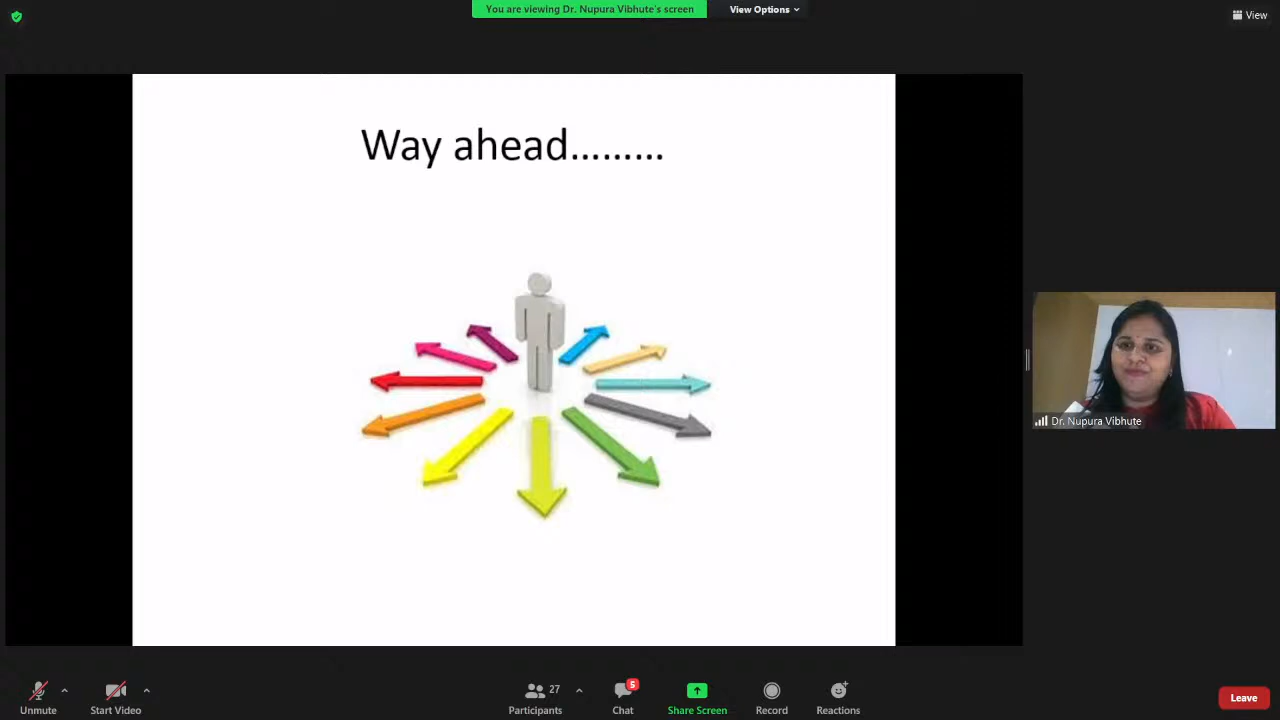 You are viewing Dr. Nupura Vibhute's screen
View Options
View
Way ahead.........
Dr. Nupura Vibhute
Unmute
Start Video
27
Participants
5
Chat
Share Screen
Record
Reactions
Leave